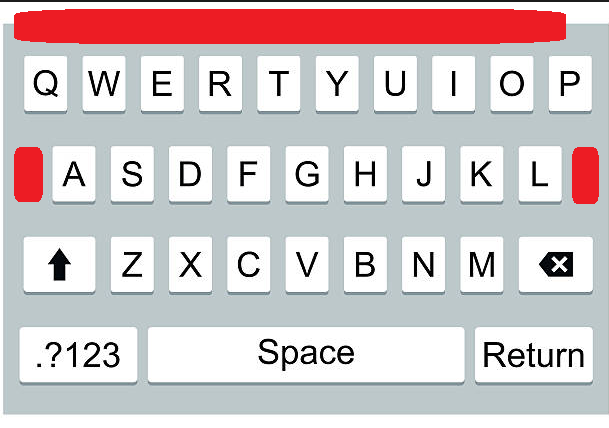 Q W E R T Y U I O P
A S D F G H J K L
Z X C V B N M
.?123 Space Return